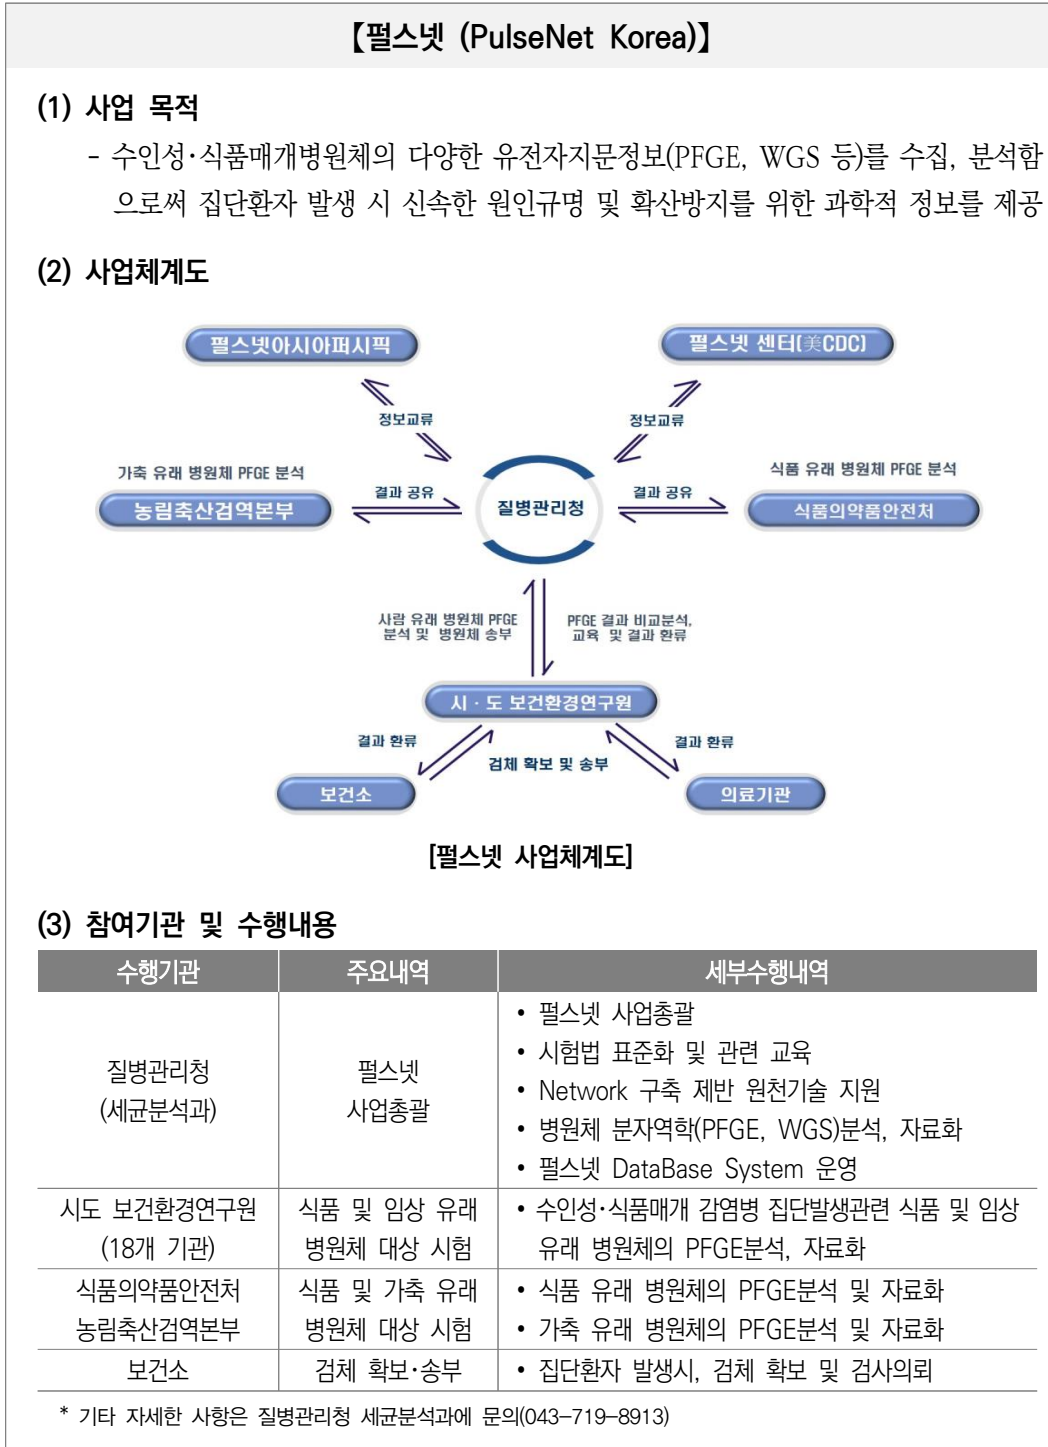 【펄스넷 (PulseNet Korea)】
(1) 사업 목적
- 수인성·식품매개병원체의 다양한 유전자지문정보(PFGE, WGS 등)를 수집, 분석함
으로써 집단환자 발생 시 신속한 원인규명 및 확산방지를 위한 과학적 정보를 제공
(2) 사업체계도
펄스넷아시아퍼시픽
펄스넷 센터(美CDC)
정보교류
정보교류
가축 유래 병원체 PFGE 분석
식품 유래 병원체 PFGE 분석
농림축산검역본부
결과 공유
질병관리청
결과 공유
식품의약품안전처
사람 유래 병원체 PFGE
분석 및 병원체 송부
PFGE 결과 비교분석,
교육 및 결과 환류
시 · 도 보건환경연구원
결과 환류
검체 확보 및 송부
결과 환류
보건소
의료기관
[펄스넷 사업체계도]
(3) 참여기관 및 수행내용
수행기관 주요내역 세부수행내역
질병관리청
(세균분석과)
펄스넷
사업총괄
• 펄스넷 사업총괄
• 시험법 표준화 및 관련 교육
• Network 구축 제반 원천기술 지원
• 병원체 분자역학(PFGE, WGS)분석, 자료화
• 펄스넷 DataBase System 운영
시도 보건환경연구원
(18개 기관)
식품 및 임상 유래
병원체 대상 시험
• 수인성·식품매개 감염병 집단발생관련 식품 및 임상
유래 병원체의 PFGE분석, 자료화
식품의약품안전처
농림축산검역본부
식품 및 가축 유래
병원체 대상 시험
• 식품 유래 병원체의 PFGE분석 및 자료화
• 가축 유래 병원체의 PFGE분석 및 자료화
보건소
검체 확보·송부
• 집단환자 발생시, 검체 확보 및 검사의뢰
* 기타 자세한 사항은 질병관리청 세균분석과에 문의(043-719-8913)